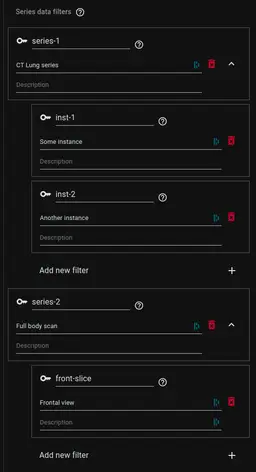 Series data filters
series-1
CT Lung series
Description
inst-1
Some instance
Description
inst-2
Another instance
Description
Add new filter
series-2
Full body scan
Description
front-slice
Frontal view
Description
Add new filter